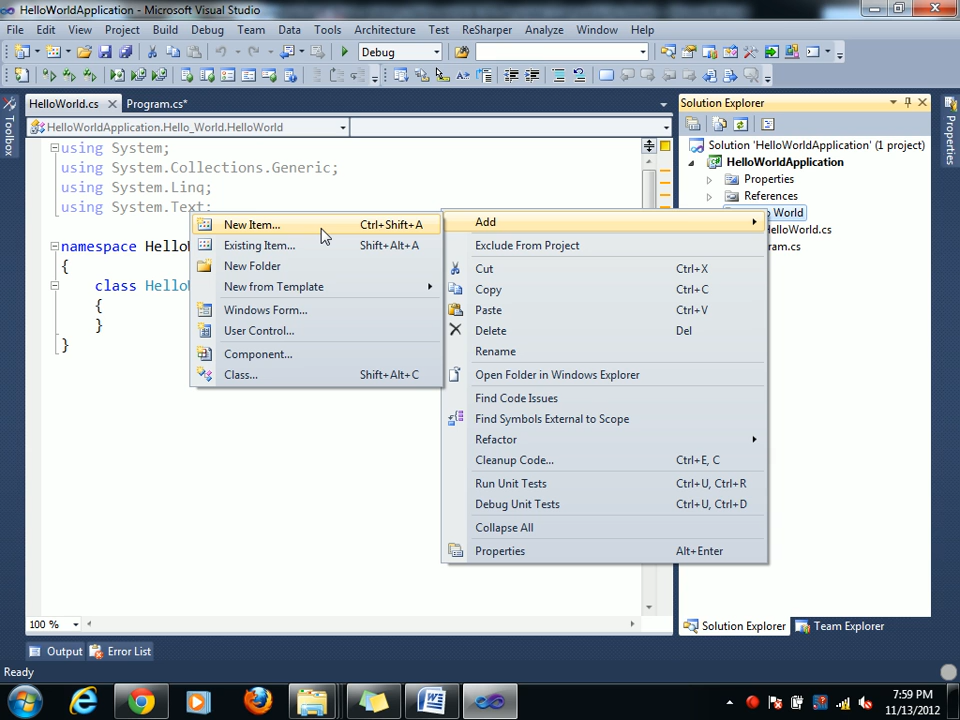 HelloWorldApplication - Microsoft Visual Studio
File Edit View Project Build Debug Team Data Tools Architecture Test ReSharper Analyze Window Help
Debug
HelloWorld.cs Program.cs*
HelloWorldApplication.Hello_World.HelloWorld
using System;
using System.Collections.Generic;
using System.Linq;
using System.Text;
namespace Hello
{
class Hello
{
}
}
100 %
New Item... Ctrl+Shift+A
Existing Item... Shift+Alt+A
New Folder
New from Template
Windows Form...
User Control...
Component...
Class... Shift+Alt+C
Add
Exclude From Project
Cut Ctrl+X
Copy Ctrl+C
Paste Ctrl+V
Delete Del
Rename
Open Folder in Windows Explorer
Find Code Issues
Find Symbols External to Scope
Refactor
Cleanup Code... Ctrl+E, C
Run Unit Tests Ctrl+U, Ctrl+R
Debug Unit Tests Ctrl+U, Ctrl+D
Collapse All
Properties Alt+Enter
Solution Explorer
Solution 'HelloWorldApplication' (1 project)
HelloWorldApplication
Properties
References
World
HelloWorld.cs
Solution Explorer Team Explorer
Toolbox
Properties
Output Error List
Ready
7:59 PM
11/13/2012